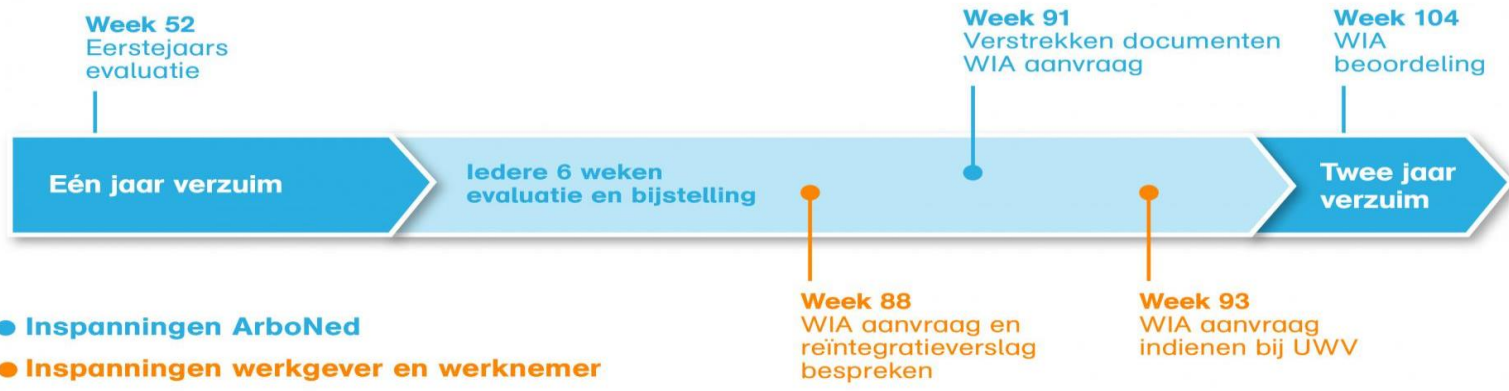 Week 52
Eerstejaars
evaluatie
Week 91
Verstrekken documenten
WIA aanvraag
Week 104
WIA
beoordeling
Eén jaar verzuim
Iedere 6 weken
evaluatie en bijstelling
Twee jaar
verzuim
Week 88
WIA aanvraag en
reïntegratieverslag
bespreken
Week 93
WIA aanvraag
indienen bij UWV
Inspanningen ArboNed
Inspanningen werkgever en werknemer